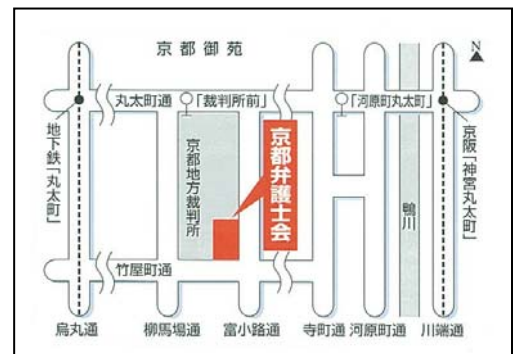 京都御苑
N
丸太町通
「裁判所前」
「河原町丸太町」
地下鉄「丸太町」
京都地方裁判所
京都弁護士会
鴨川
京阪「神宮丸太町」
竹屋町通
烏丸通
柳馬場通
富小路通
寺町通
河原町通
川端通